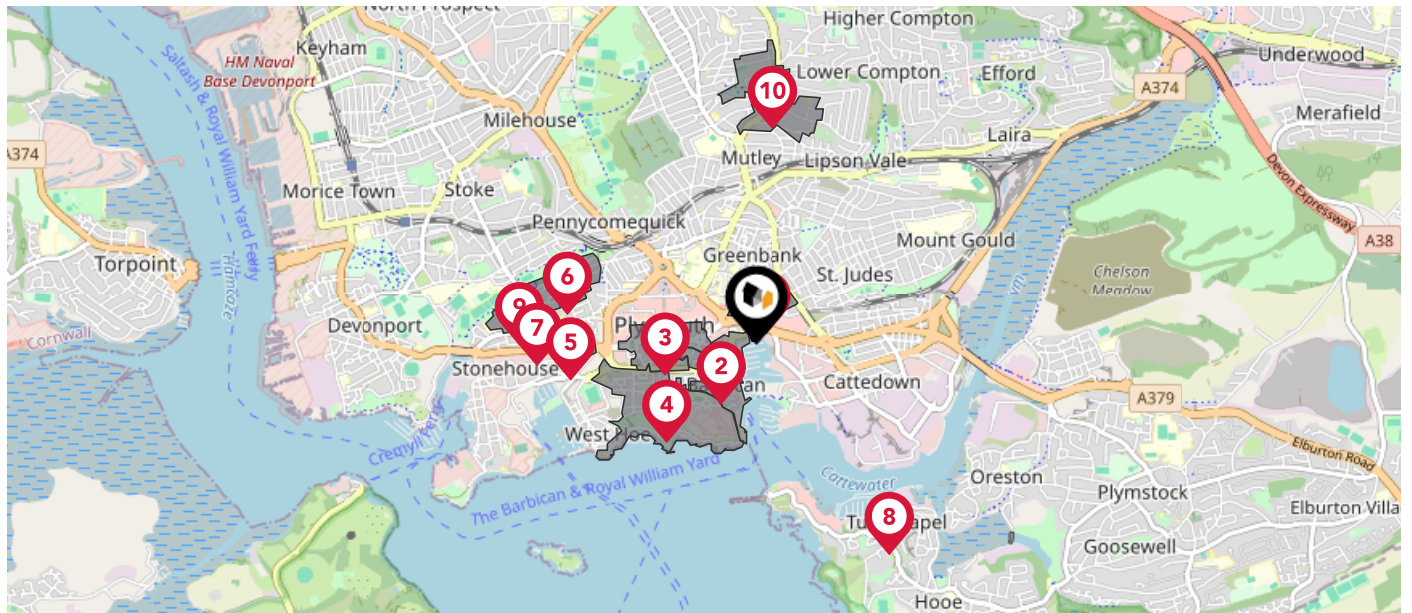 North Prospect
Higher Compton
Keyham
Underwood
HM Naval
Base Devonport
Lower Compton
Efford
A374
10
Merafield
Milehouse
Laira
A374
Mutley
Lipson Vale
Saltash & Royal William Yard Ferry
Devon Expressway
Morice Town
Stoke
Pennycomequick
Mount Gould
A38
Greenbank
Torpoint
Hamoaze
St. Judes
Chelson
Meadow
6
9
7
5
3
2
4
Devonport
Cornwall
Stonehouse
Cattedown
A379
West Hoe
Cremyll Ferry
Elburton Road
The Barbican & Royal William Yard
Cattewater
Oreston
Plymstock
8
Elburton Villa
Goosewell
Hooe